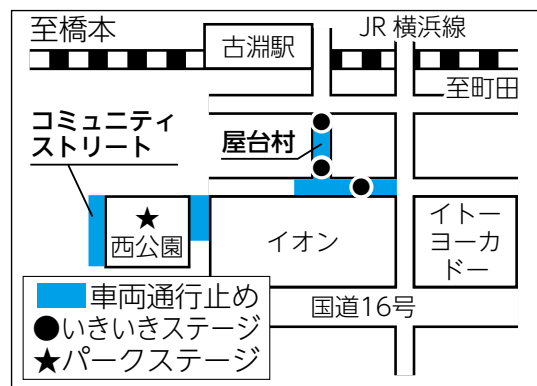 至橋本
古淵駅
JR 横浜線
至町田
コミュニティ
ストリート
屋台村
★
西公園
イオン
イトー
ヨーカ
ドー
国道16号
車両通行止め
●いきいきステージ
★パークステージ